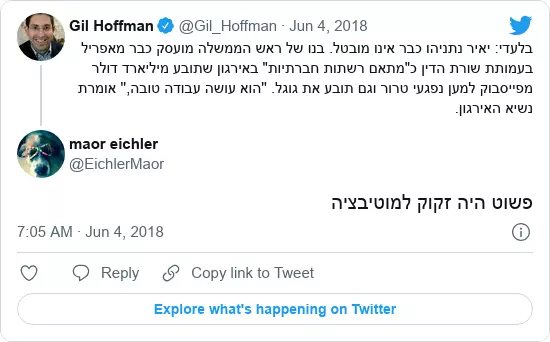 Gil Hoffman @Gil_Hoffman · Jun 4, 2018
בלעדי: יאיר נתניהו כבר אינו מובטל. בנו של ראש הממשלה מועסק כבר מאפריל
בעמותת שורת הדין כ"מתאם רשתות חברתיות" באירגון שתובע מיליארד דולר
מפייסבוק למען נפגעי טרור וגם תובע את גוגל. "הוא עושה עבודה טובה," אומרת
נשיא האירגון.
maor eichler
@EichlerMaor
פשוט היה זקוק למוטיבציה
7:05 AM · Jun 4, 2018
Reply
Copy link to Tweet
Explore what's happening on Twitter